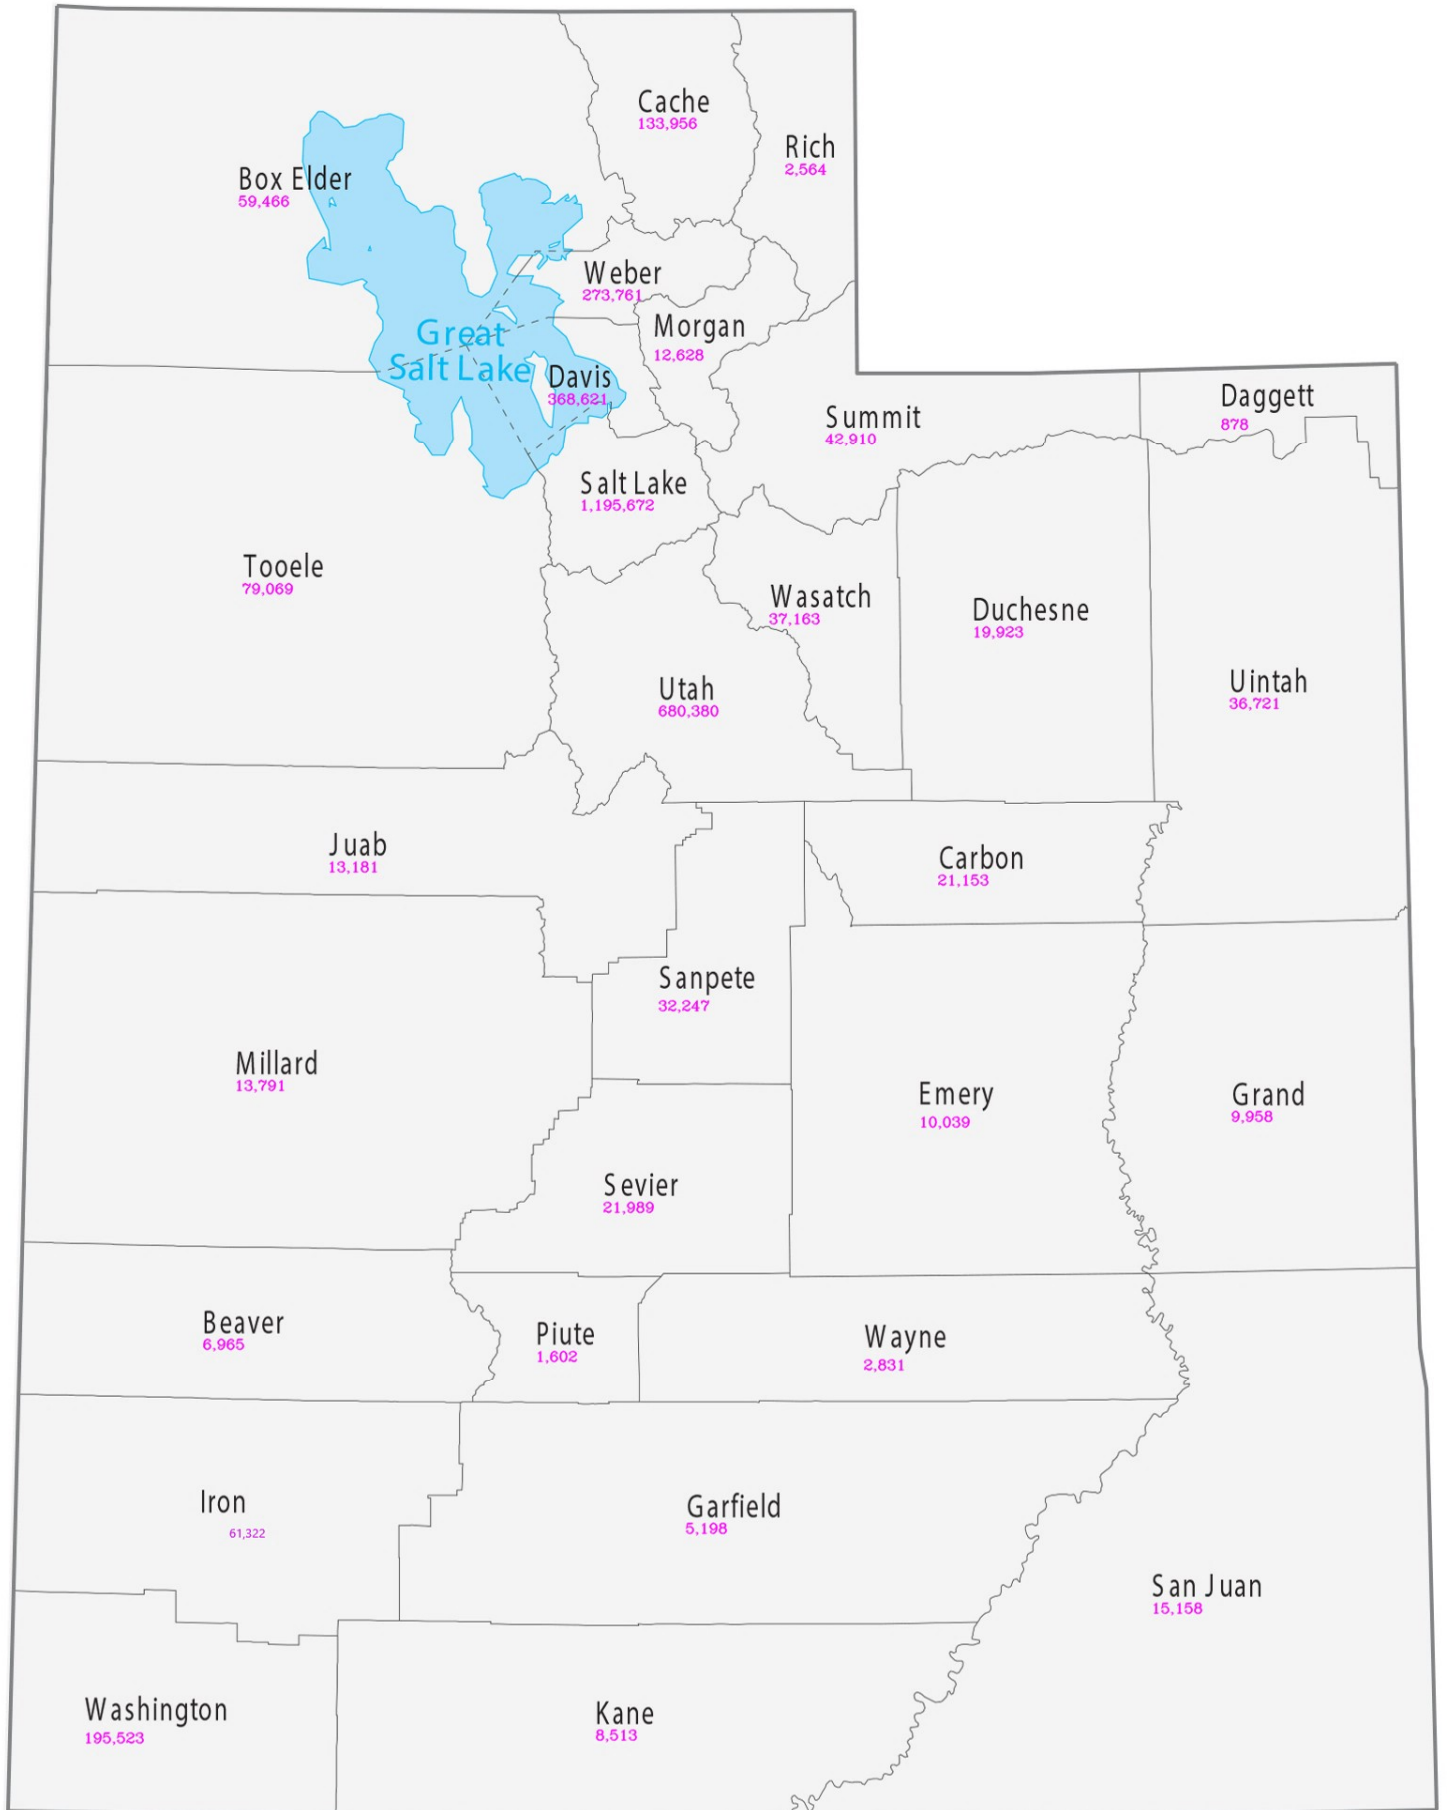 Cache
133,956
Rich
2,564
Box Elder
59,466
Weber
273,761
Morgan
12,628
Great
Salt Lake
Davis
368,621
Daggett
878
Summit
42,910
Salt Lake
1,195,672
Tooele
79,069
Wasatch
37,163
Duchesne
19,923
Uintah
36,721
Utah
680,380
Juab
13,181
Carbon
21,153
Sanpete
32,247
Millard
13,791
Emery
10,039
Grand
9,958
Sevier
21,989
Beaver
6,965
Piute
1,602
Wayne
2,831
Iron
61,322
Garfield
5,198
San Juan
15,158
Washington
195,523
Kane
8,513